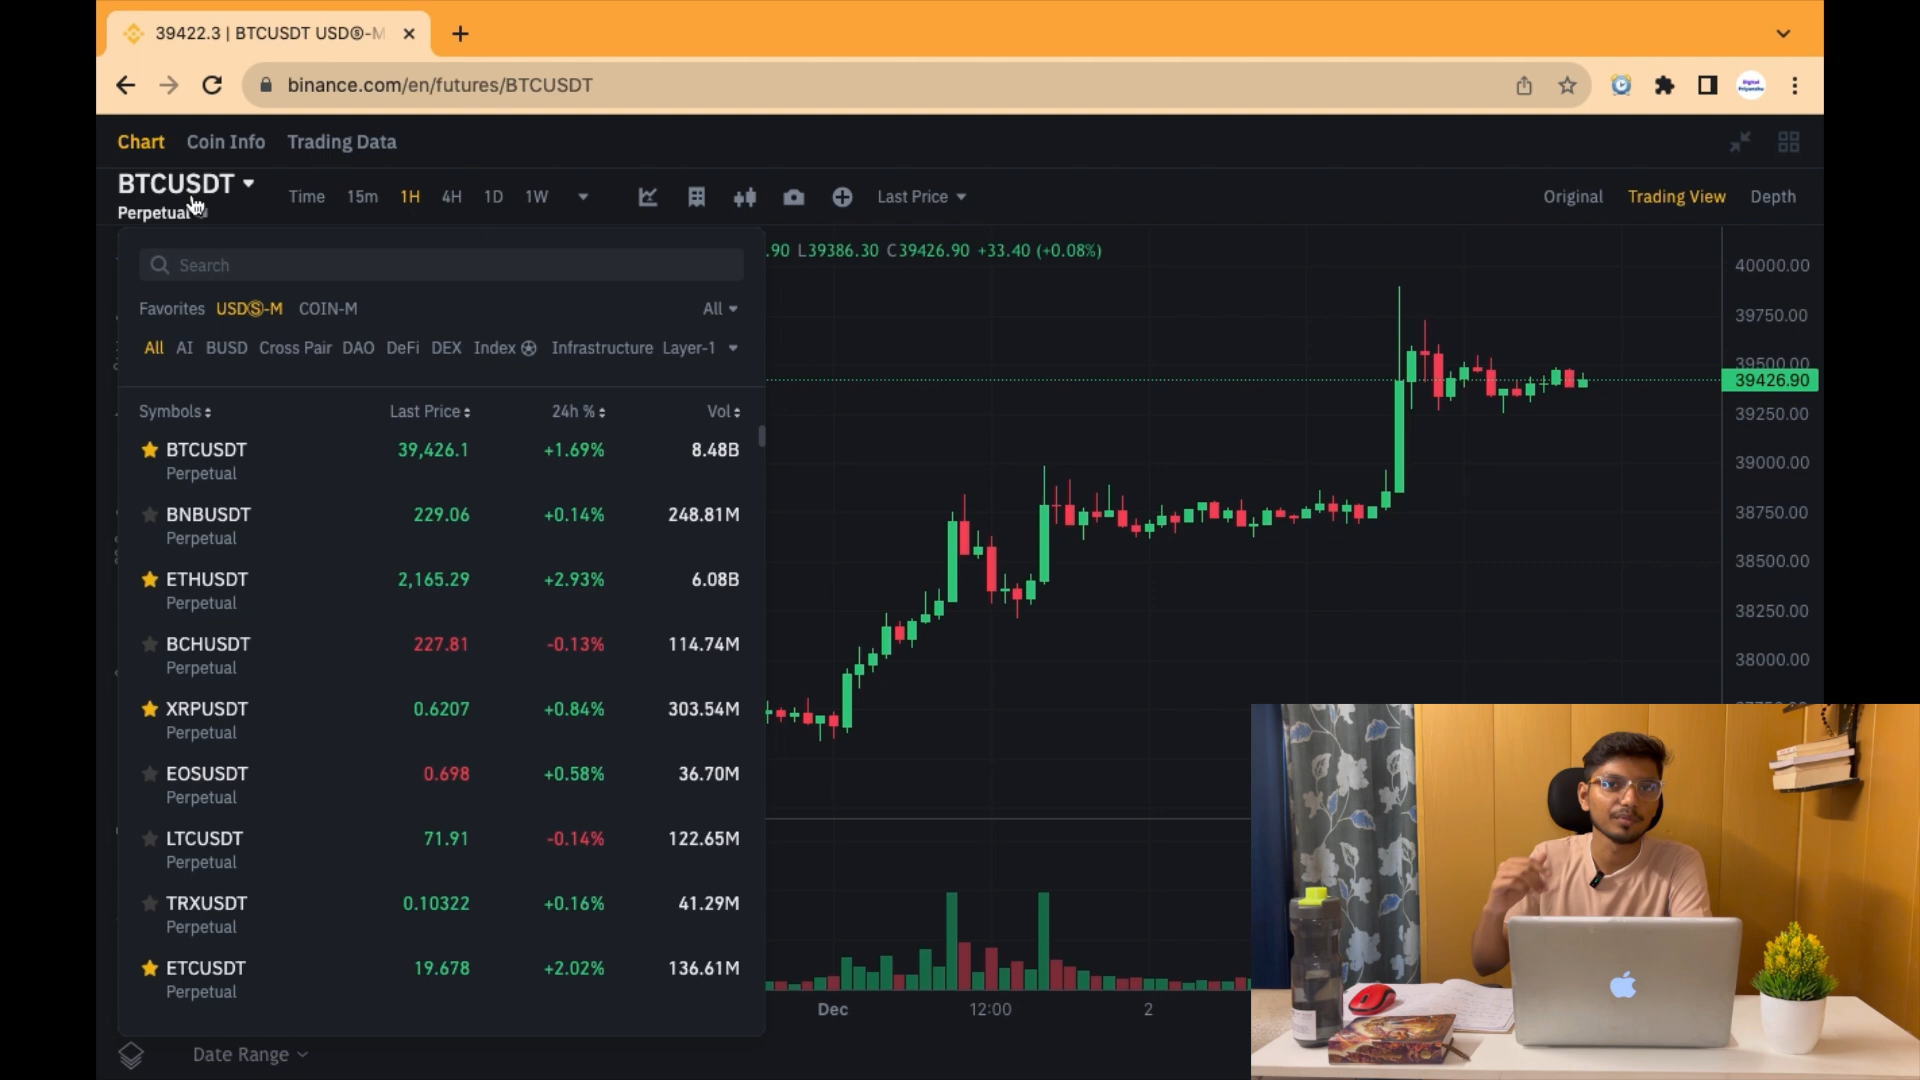 39422.3 | BTCUSDT USDⓈ-M
binance.com/en/futures/BTCUSDT
Chart Coin Info Trading Data
BTCUSDT
Perpetual
Time 15m 1H 4H 1D 1W Last Price Original Trading View Depth
Search
.90 L39386.30 C39426.90 +33.40 (+0.08%)
Favorites USDⓈ-M COIN-M All
All AI BUSD Cross Pair DAO DeFi DEX Index Infrastructure Layer-1
Symbols Last Price 24h % Vol
BTCUSDT 39,426.1 +1.69% 8.48B
Perpetual
BNBUSDT 229.06 +0.14% 248.81M
Perpetual
ETHUSDT 2,165.29 +2.93% 6.08B
Perpetual
BCHUSDT 227.81 -0.13% 114.74M
Perpetual
XRPUSDT 0.6207 +0.84% 303.54M
Perpetual
EOSUSDT 0.698 +0.58% 36.70M
Perpetual
LTCUSDT 71.91 -0.14% 122.65M
Perpetual
TRXUSDT 0.10322 +0.16% 41.29M
Perpetual
ETCUSDT 19.678 +2.02% 136.61M
Perpetual
40000.00
39750.00
39500.00
39426.90
39250.00
39000.00
38750.00
38500.00
38250.00
38000.00
Dec 12:00 2
Date Range